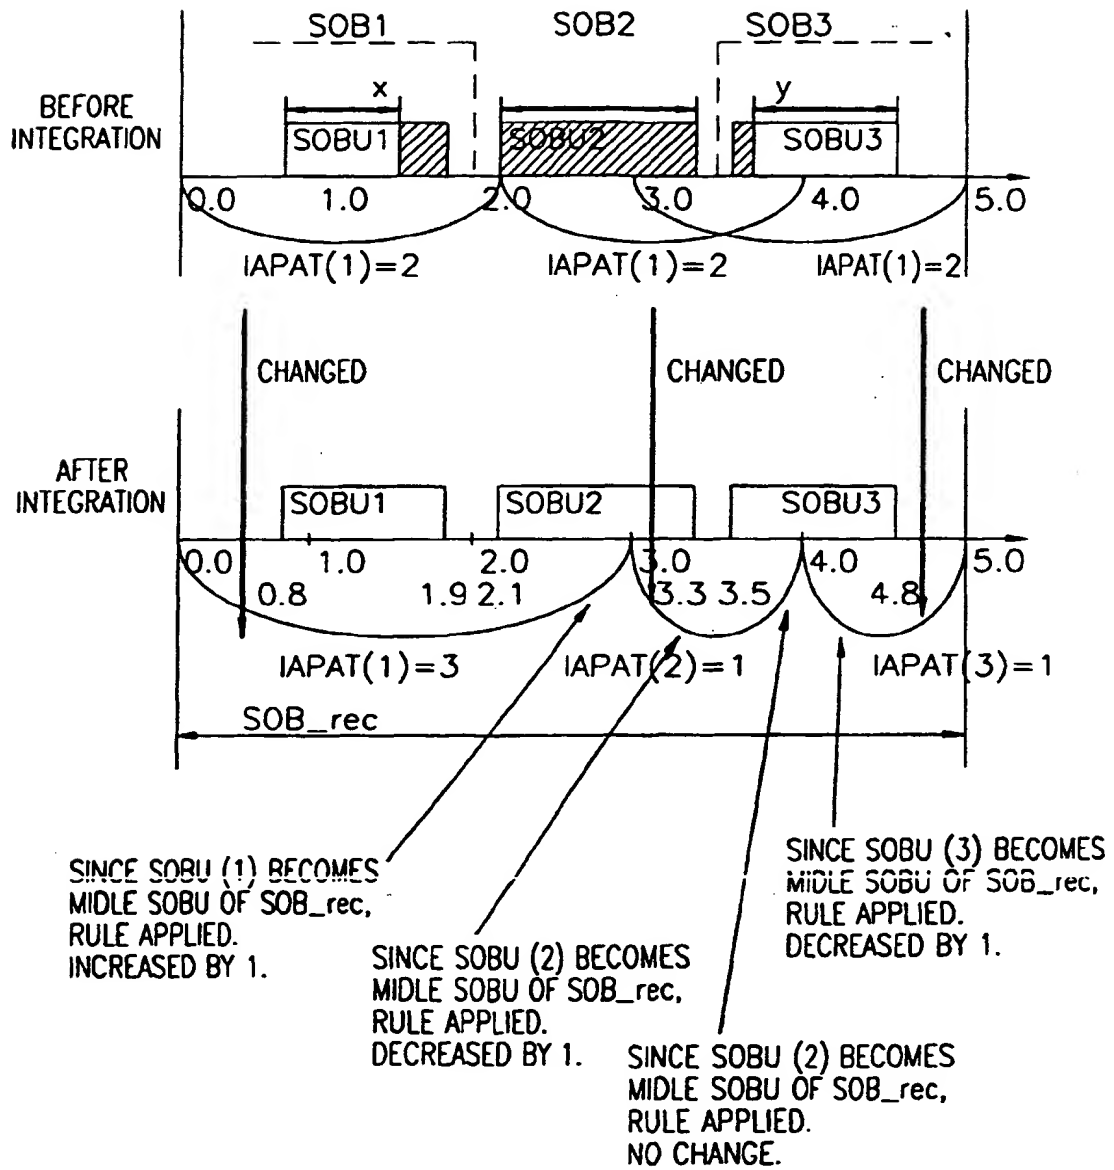 SOB1 SOB2 SOB3
BEFORE
INTEGRATION
x y
SOBU1 SOBU2 SOBU3
0.0 1.0 2.0 3.0 4.0 5.0
IAPAT(1)=2 IAPAT(1)=2 IAPAT(1)=2
CHANGED CHANGED CHANGED
AFTER
INTEGRATION
SOBU1 SOBU2 SOBU3
0.0 1.0 2.0 3.0 4.0 5.0
0.8 1.9 2.1 3.3 3.5 4.8
IAPAT(1)=3 IAPAT(2)=1 IAPAT(3)=1
SOB_rec
SINCE SOBU (1) BECOMES
MIDLE SOBU OF SOB_rec,
RULE APPLIED.
INCREASED BY 1.
SINCE SOBU (2) BECOMES
MIDLE SOBU OF SOB_rec,
RULE APPLIED.
DECREASED BY 1.
SINCE SOBU (2) BECOMES
MIDLE SOBU OF SOB_rec,
RULE APPLIED.
NO CHANGE.
SINCE SOBU (3) BECOMES
MIDLE SOBU OF SOB_rec,
RULE APPLIED.
DECREASED BY 1.